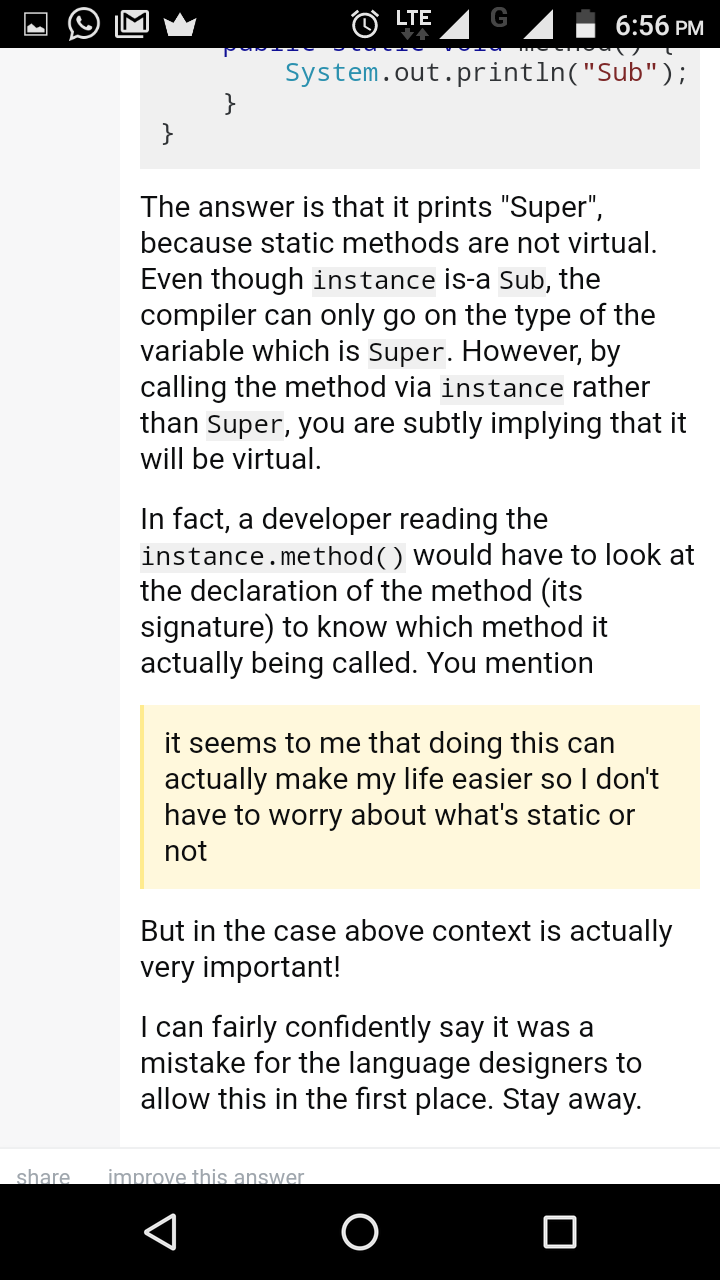 LTE G 6:56 PM
public static void method() {
System.out.println("Sub");
}
}
The answer is that it prints "Super",
because static methods are not virtual.
Even though instance is-a Sub, the
compiler can only go on the type of the
variable which is Super. However, by
calling the method via instance rather
than Super, you are subtly implying that it
will be virtual.
In fact, a developer reading the
instance.method() would have to look at
the declaration of the method (its
signature) to know which method it
actually being called. You mention
it seems to me that doing this can
actually make my life easier so I don't
have to worry about what's static or
not
But in the case above context is actually
very important!
I can fairly confidently say it was a
mistake for the language designers to
allow this in the first place. Stay away.
share improve this answer